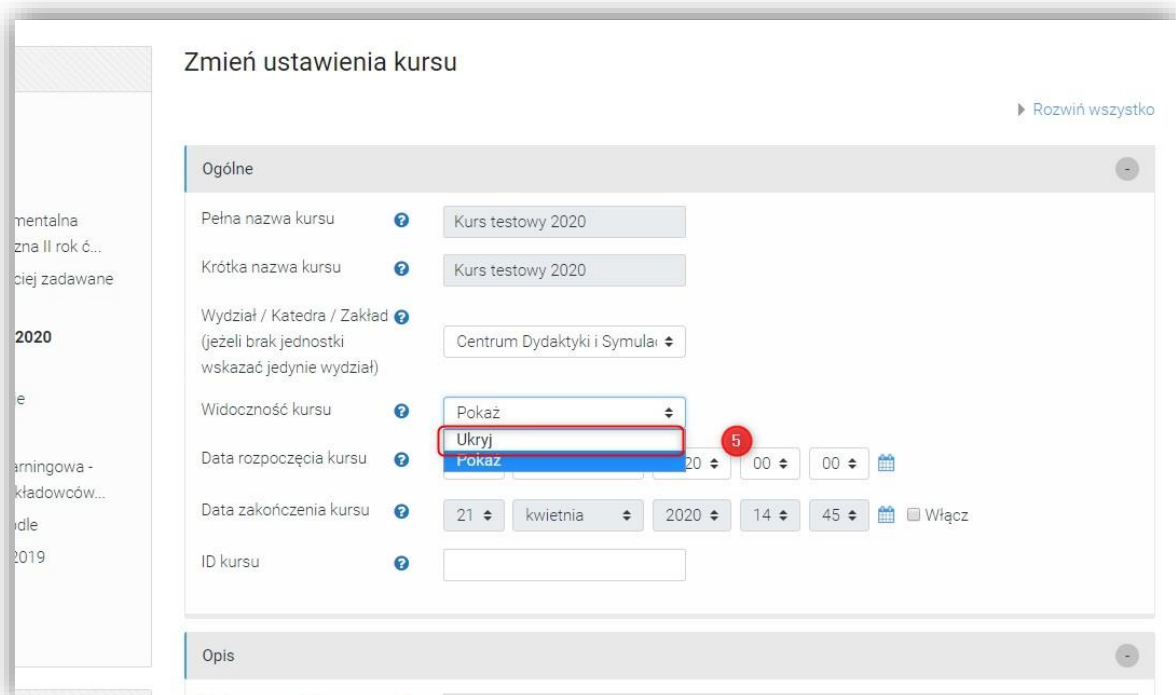 Zmień ustawienia kursu
Rozwiń wszystko
Ogólne
-
mentalna
zna II rok ć...
ciej zadawane
2020
e
arningowa -
kładowców...
odle
2019
Pełna nazwa kursu
Kurs testowy 2020
Krótka nazwa kursu
Kurs testowy 2020
Wydział / Katedra / Zakład
(jeżeli brak jednostki
wskazać jedynie wydział)
Centrum Dydaktyki i Symula
Widoczność kursu
Pokaż
Ukryj
5
Pokaż
Data rozpoczęcia kursu
20 00 00
Data zakończenia kursu
21 kwietnia 2020 14 45 Włącz
ID kursu
Opis
-